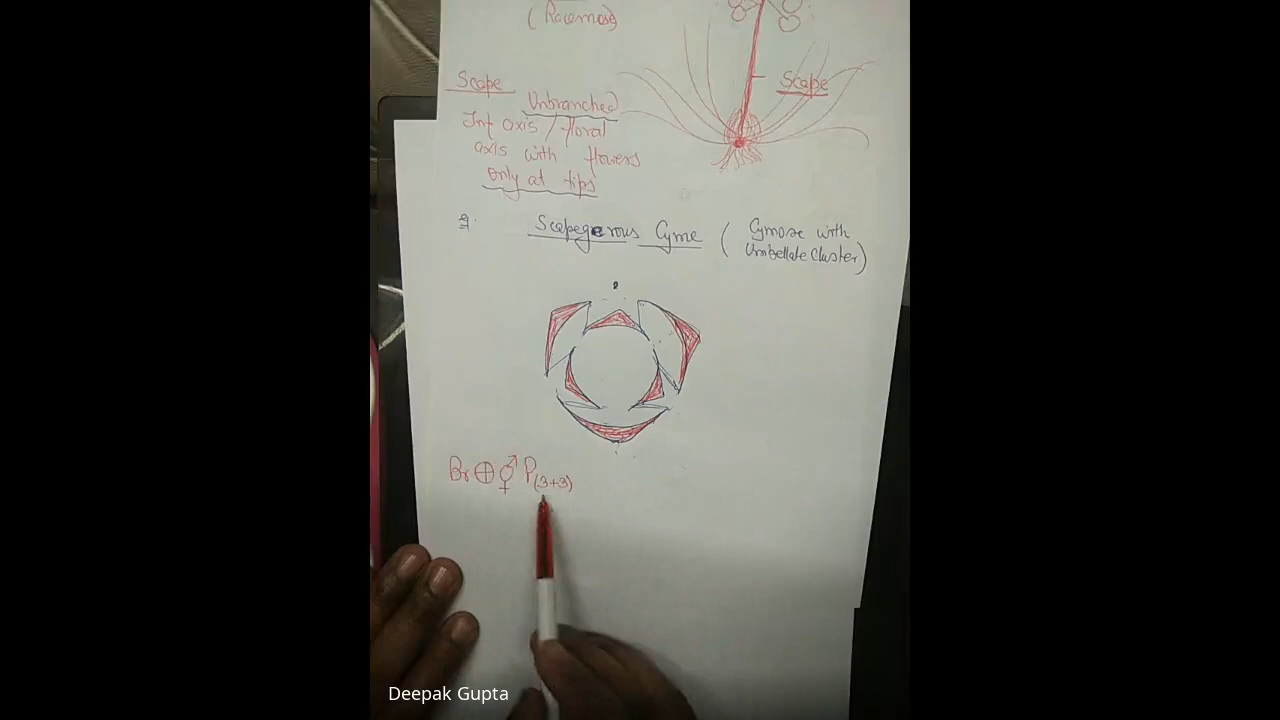 (Racemose)
Scape
Unbranched
Inf axis / floral
axis with flowers
only at tips
Scape
Scapegerous Cyme (Cymose with
Umbellate Cluster)
Br ⊕ ⚥ P(3+3)
Deepak Gupta